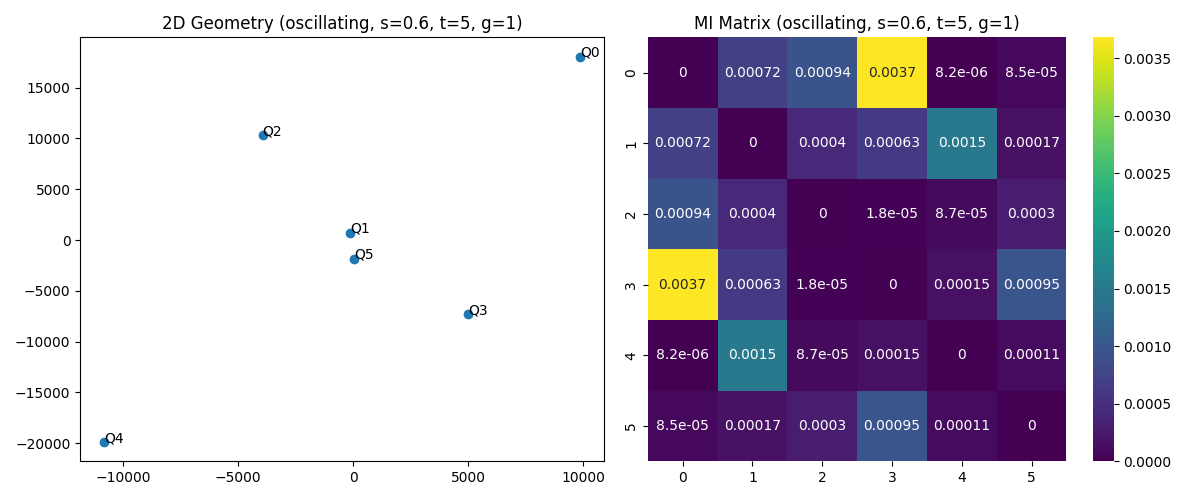 2D Geometry (oscillating, s=0.6, t=5, g=1)
15000
10000
5000
0
−5000
−10000
−15000
−20000
−10000 −5000 0 5000 10000
Q0
Q2
Q1
Q5
Q3
Q4
MI Matrix (oscillating, s=0.6, t=5, g=1)
0 0 0.00072 0.00094 0.0037 8.2e-06 8.5e-05
1 0.00072 0 0.0004 0.00063 0.0015 0.00017
2 0.00094 0.0004 0 1.8e-05 8.7e-05 0.0003
3 0.0037 0.00063 1.8e-05 0 0.00015 0.00095
4 8.2e-06 0.0015 8.7e-05 0.00015 0 0.00011
5 8.5e-05 0.00017 0.0003 0.00095 0.00011 0
0 1 2 3 4 5
0.0035
0.0030
0.0025
0.0020
0.0015
0.0010
0.0005
0.0000